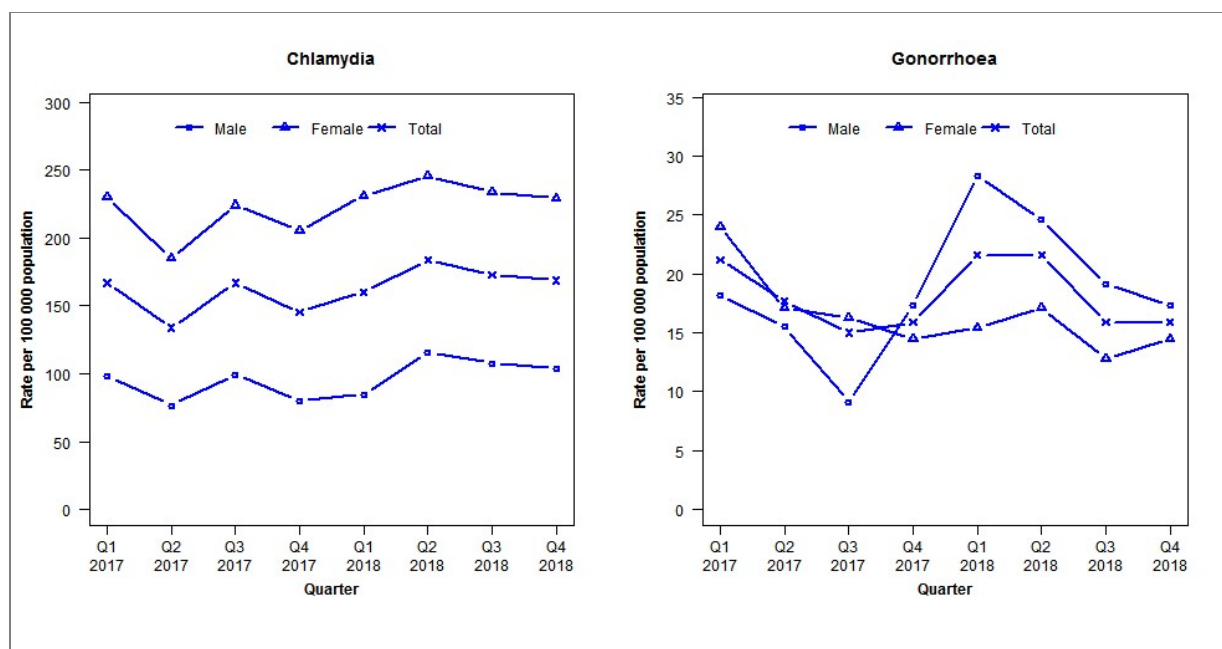 Chlamydia
Rate per 100 000 population
300
250
200
150
100
50
0
Male Female Total
Q1 Q2 Q3 Q4 Q1 Q2 Q3 Q4
2017 2017 2017 2017 2018 2018 2018 2018
Quarter
Gonorrhoea
Rate per 100 000 population
35
30
25
20
15
10
5
0
Male Female Total
Q1 Q2 Q3 Q4 Q1 Q2 Q3 Q4
2017 2017 2017 2017 2018 2018 2018 2018
Quarter